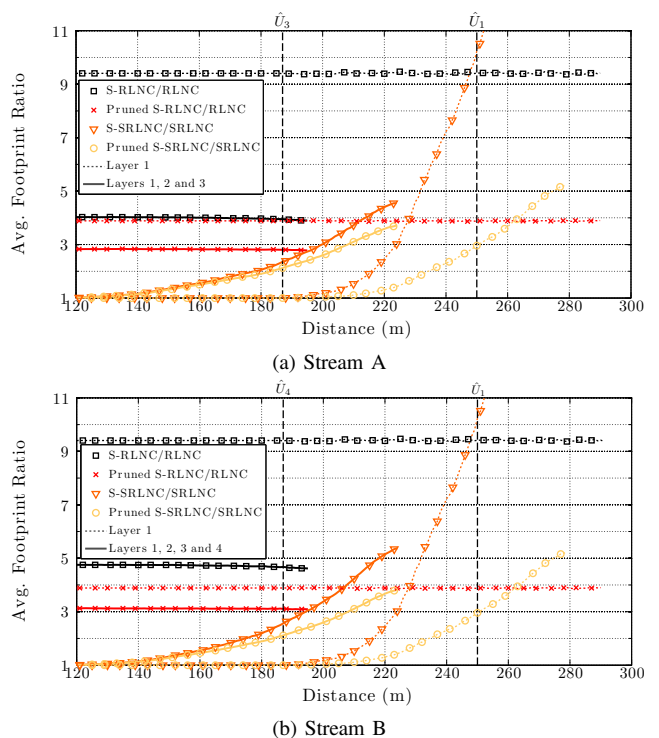 Û₃ Û₁
11
9
7
5
3
1
Avg. Footprint Ratio
S-RLNC/RLNC
Pruned S-RLNC/RLNC
S-SRLNC/SRLNC
Pruned S-SRLNC/SRLNC
Layer 1
Layers 1, 2 and 3
120 140 160 180 200 220 240 260 280 300
Distance (m)
(a) Stream A
Û₄ Û₁
11
9
7
5
3
1
Avg. Footprint Ratio
S-RLNC/RLNC
Pruned S-RLNC/RLNC
S-SRLNC/SRLNC
Pruned S-SRLNC/SRLNC
Layer 1
Layers 1, 2, 3 and 4
120 140 160 180 200 220 240 260 280 300
Distance (m)
(b) Stream B